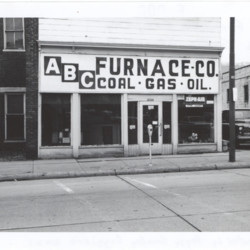 ABC FURNACE-CO.
COAL · GAS · OIL.